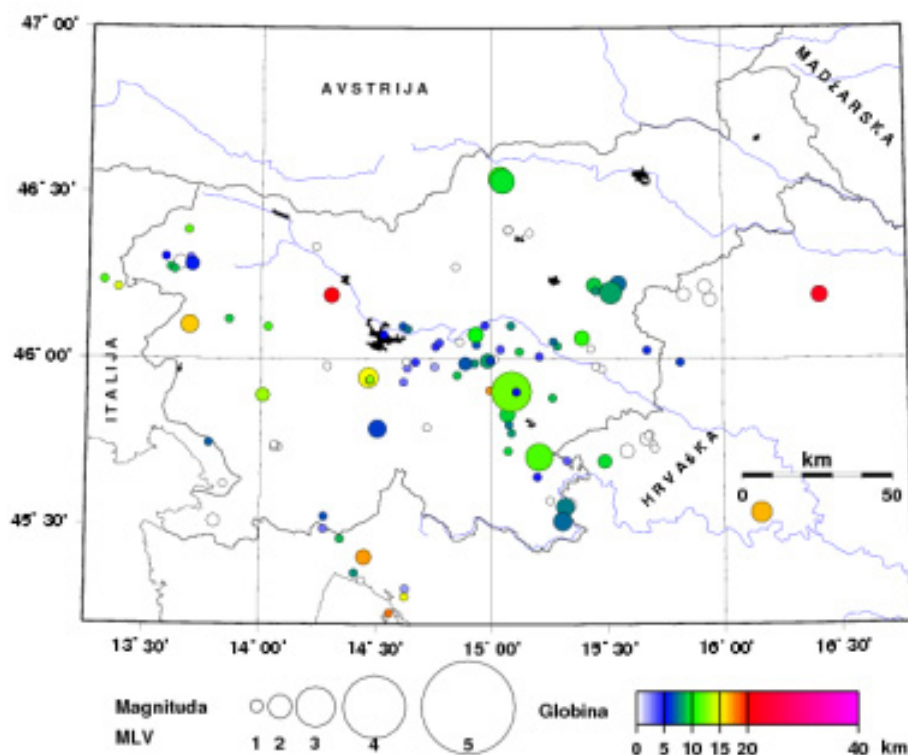 47° 00'
AVSTRIJA
MADŽARSKA
46° 30'
46° 00'
ITALIJA
HRVAŠKA
km
0 50
45° 30'
13° 30' 14° 00' 14° 30' 15° 00' 15° 30' 16° 00' 16° 30'
Magnituda
MLV
1 2 3 4 5
Globina
0 5 10 15 20 40 km